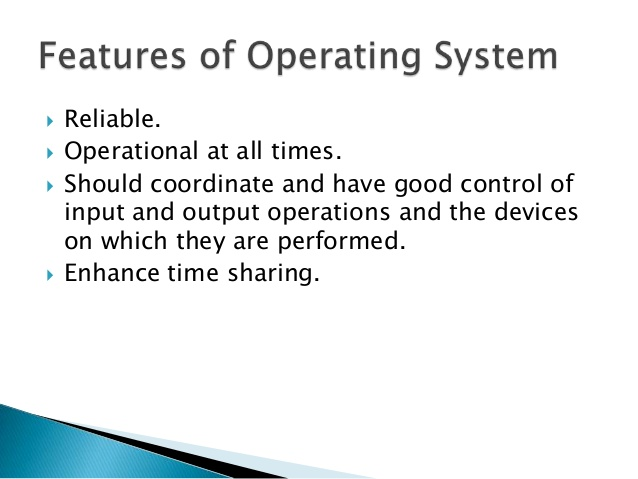 Features of Operating System
Reliable.
Operational at all times.
Should coordinate and have good control of
input and output operations and the devices
on which they are performed.
Enhance time sharing.